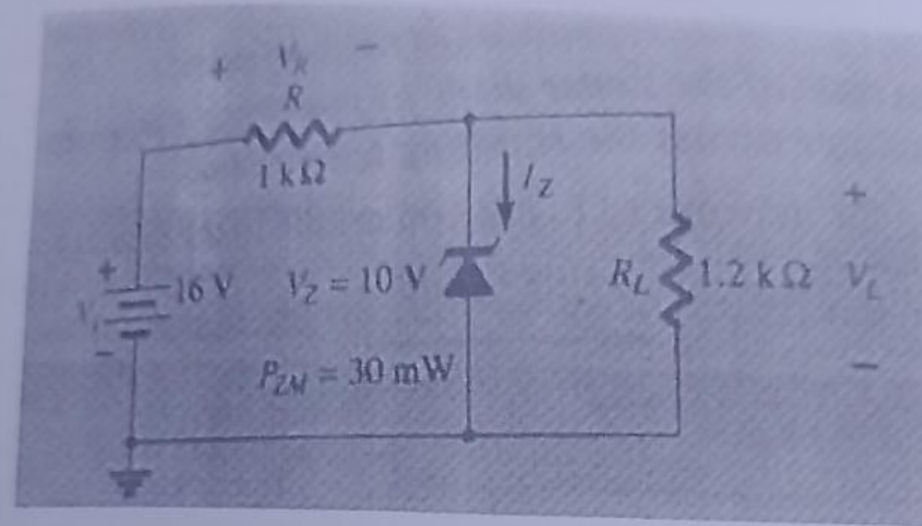 + V_R −
R
1 kΩ
I_Z
+
+
16 V
V_Z = 10 V
R_L
1.2 kΩ
V_L
V_i
−
−
P_ZM = 30 mW